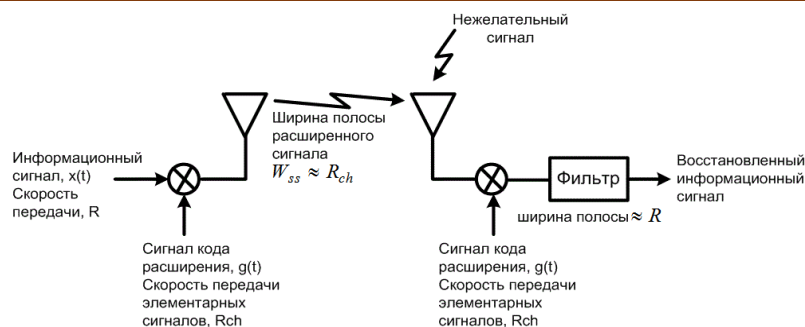 Нежелательный
сигнал
Ширина полосы
расширенного
сигнала
W_ss ≈ R_ch
Информационный
сигнал, x(t)
Скорость
передачи, R
Фильтр
Восстановленный
информационный
сигнал
ширина полосы ≈ R
Сигнал кода
расширения, g(t)
Скорость передачи
элементарных
сигналов, Rch
Сигнал кода
расширения, g(t)
Скорость передачи
элементарных
сигналов, Rch